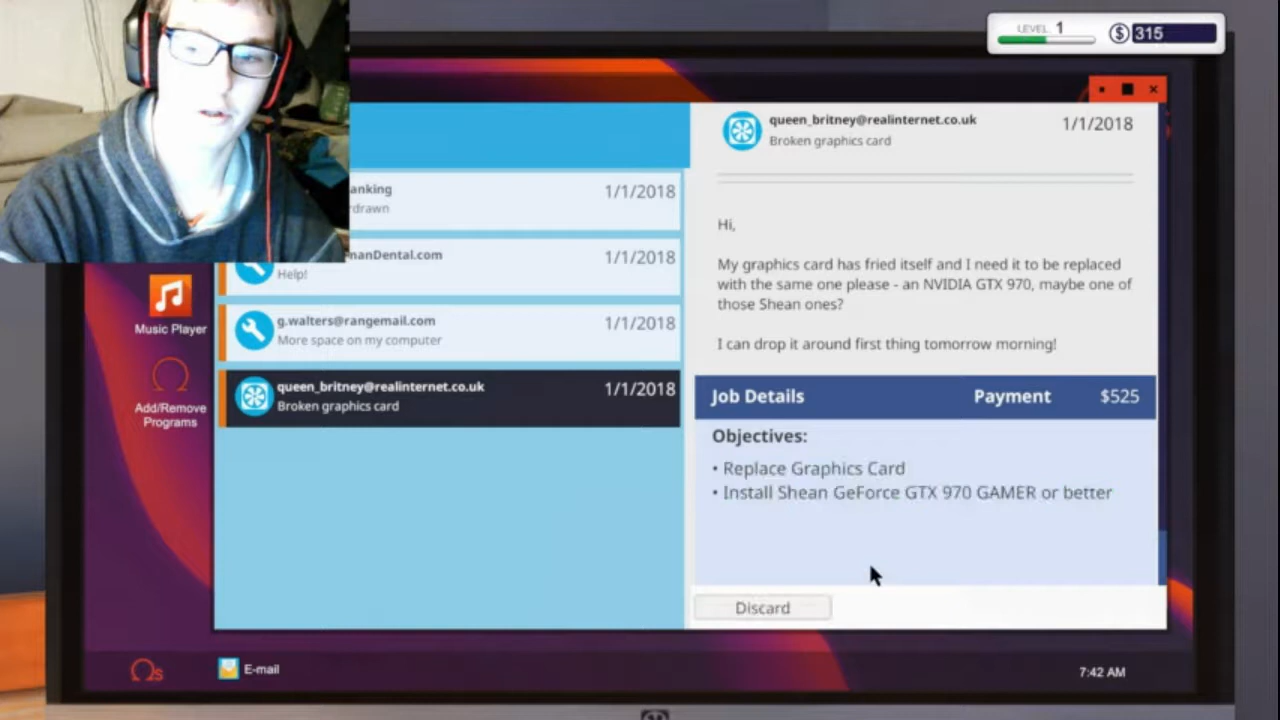 LEVEL 1
$ 315
queen_britney@realinternet.co.uk
1/1/2018
Broken graphics card
anking
1/1/2018
rdrawn
manDental.com
1/1/2018
Help!
g.walters@rangemail.com
1/1/2018
More space on my computer
queen_britney@realinternet.co.uk
1/1/2018
Broken graphics card
Hi,
My graphics card has fried itself and I need it to be replaced
with the same one please - an NVIDIA GTX 970, maybe one of
those Shean ones?
I can drop it around first thing tomorrow morning!
Job Details Payment $525
Objectives:
• Replace Graphics Card
• Install Shean GeForce GTX 970 GAMER or better
Discard
Music Player
Add/Remove
Programs
Ωs
E-mail
7:42 AM